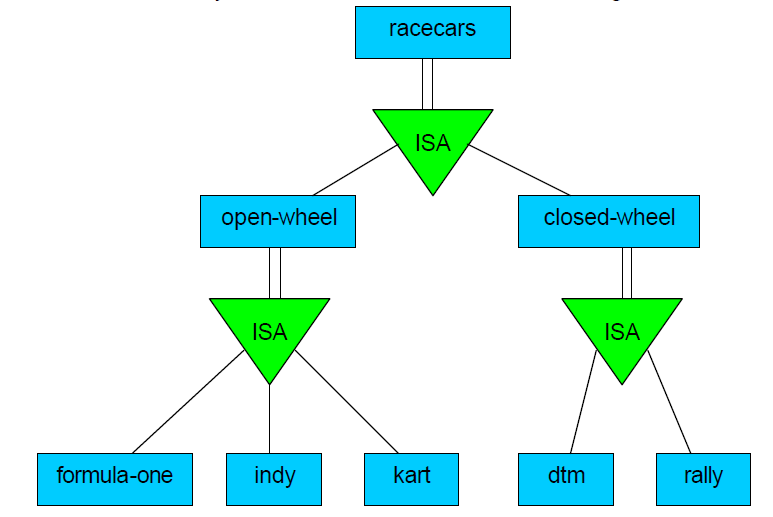 racecars
ISA
open-wheel
closed-wheel
ISA
ISA
formula-one
indy
kart
dtm
rally